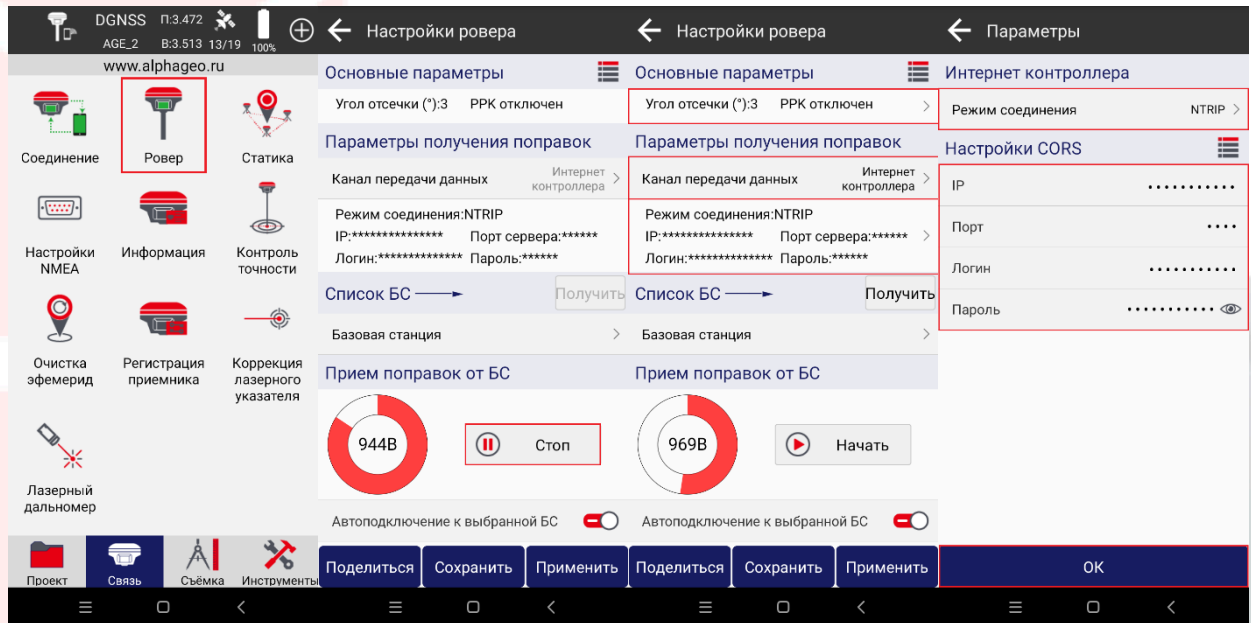 DGNSS П:3.472
AGE_2 В:3.513 13/19 100%
www.alphageo.ru
Соединение Ровер Статика
Настройки NMEA Информация Контроль точности
Очистка эфемерид Регистрация приемника Коррекция лазерного указателя
Лазерный дальномер
Проект Связь Съёмка Инструменты
Настройки ровера
Основные параметры
Угол отсечки (°):3 PPK отключен
Параметры получения поправок
Канал передачи данных Интернет контроллера
Режим соединения:NTRIP
IP:*************** Порт сервера:******
Логин:************** Пароль:******
Список БС Получить
Базовая станция
Прием поправок от БС
944B Стоп
Автоподключение к выбранной БС
Поделиться Сохранить Применить
Настройки ровера
Основные параметры
Угол отсечки (°):3 PPK отключен
Параметры получения поправок
Канал передачи данных Интернет контроллера
Режим соединения:NTRIP
IP:*************** Порт сервера:******
Логин:************** Пароль:******
Список БС Получить
Базовая станция
Прием поправок от БС
969B Начать
Автоподключение к выбранной БС
Поделиться Сохранить Применить
Параметры
Интернет контроллера
Режим соединения NTRIP
Настройки CORS
IP ...........
Порт ....
Логин ...........
Пароль ...........
ОК